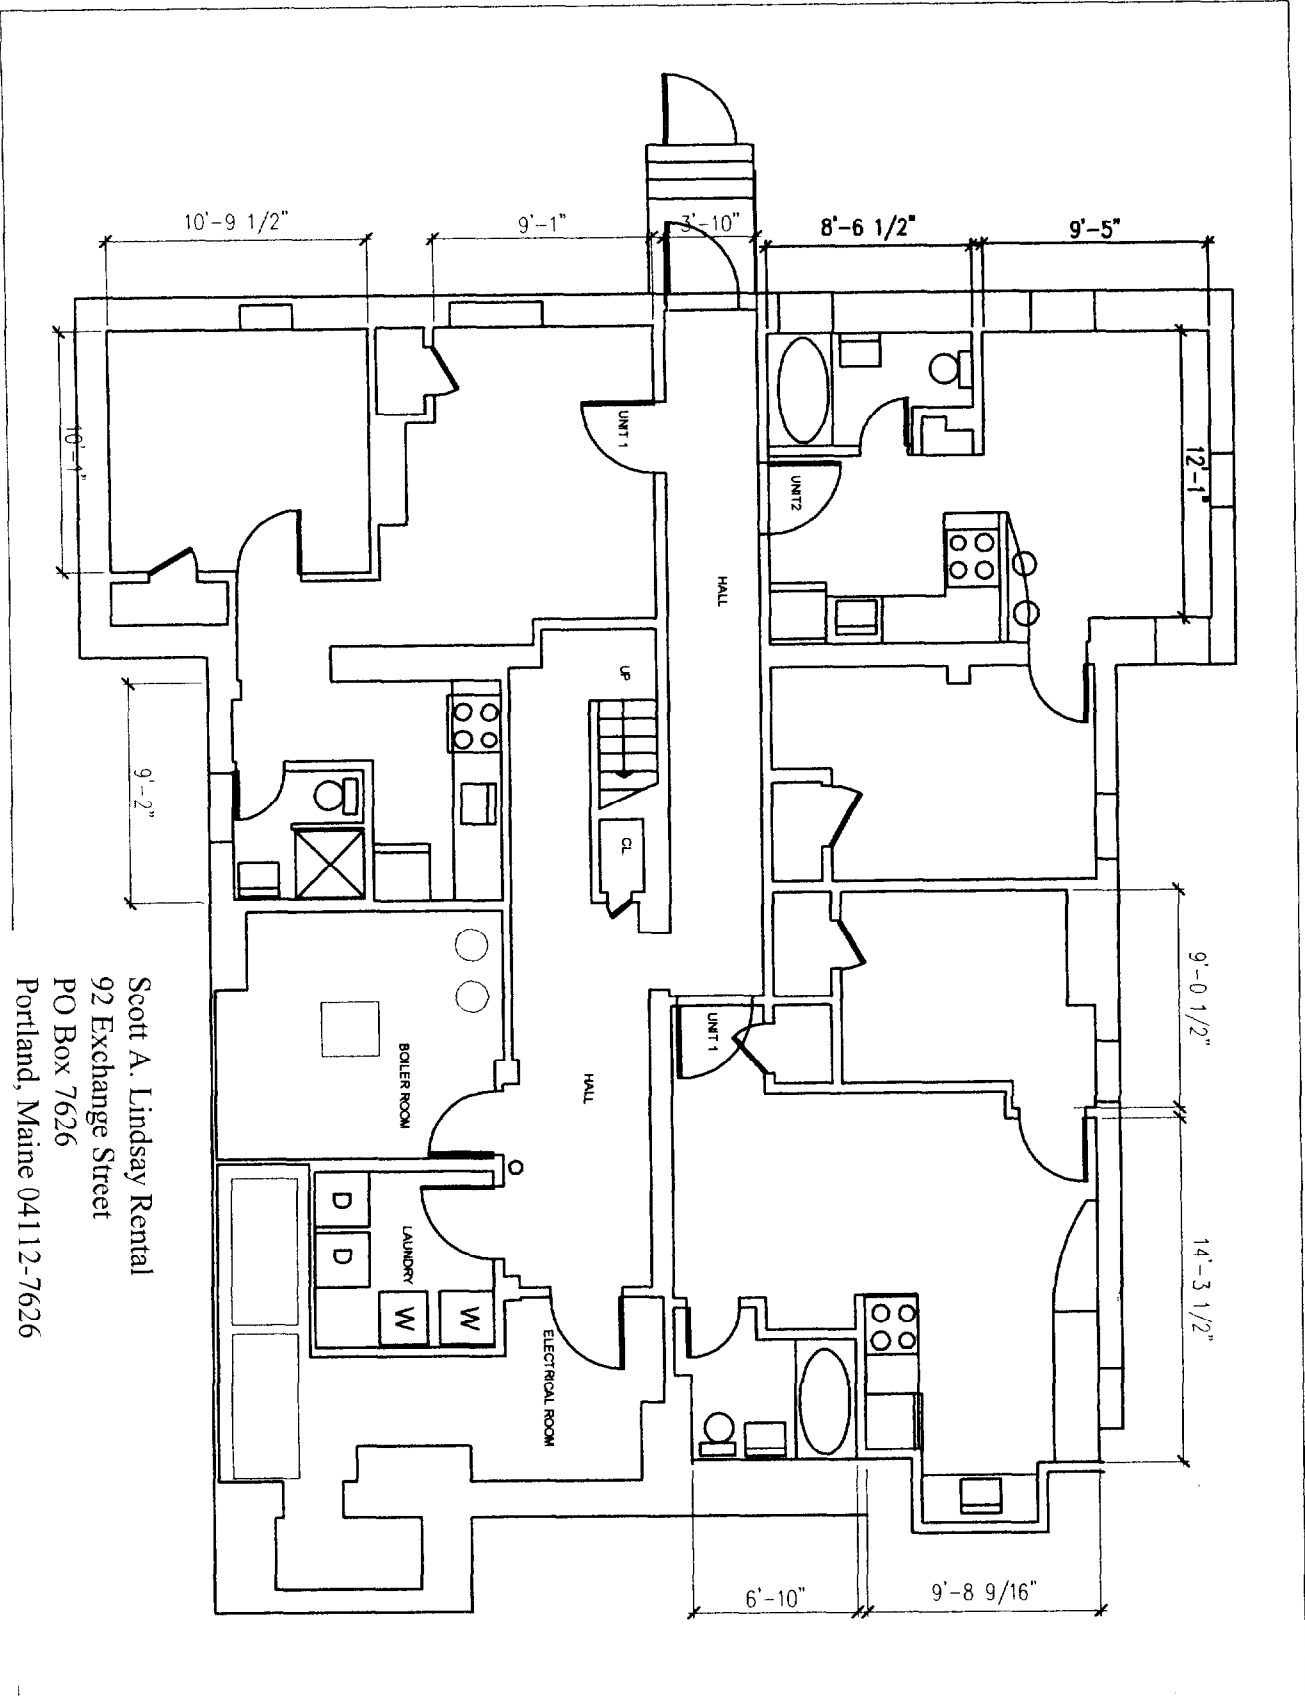 10'-9 1/2"
9'-1"
3'-10"
8'-6 1/2"
9'-5"
10'-1"
12'-1"
UNIT 1
UNIT2
HALL
UP
9'-2"
CL
9'-0 1/2"
UNIT1
BOILER ROOM
HALL
14'-3 1/2"
D
D
LAUNDRY
W
W
ELECTRICAL ROOM
6'-10"
9'-8 9/16"
Scott A. Lindsay Rental
92 Exchange Street
PO Box 7626
Portland, Maine 04112-7626